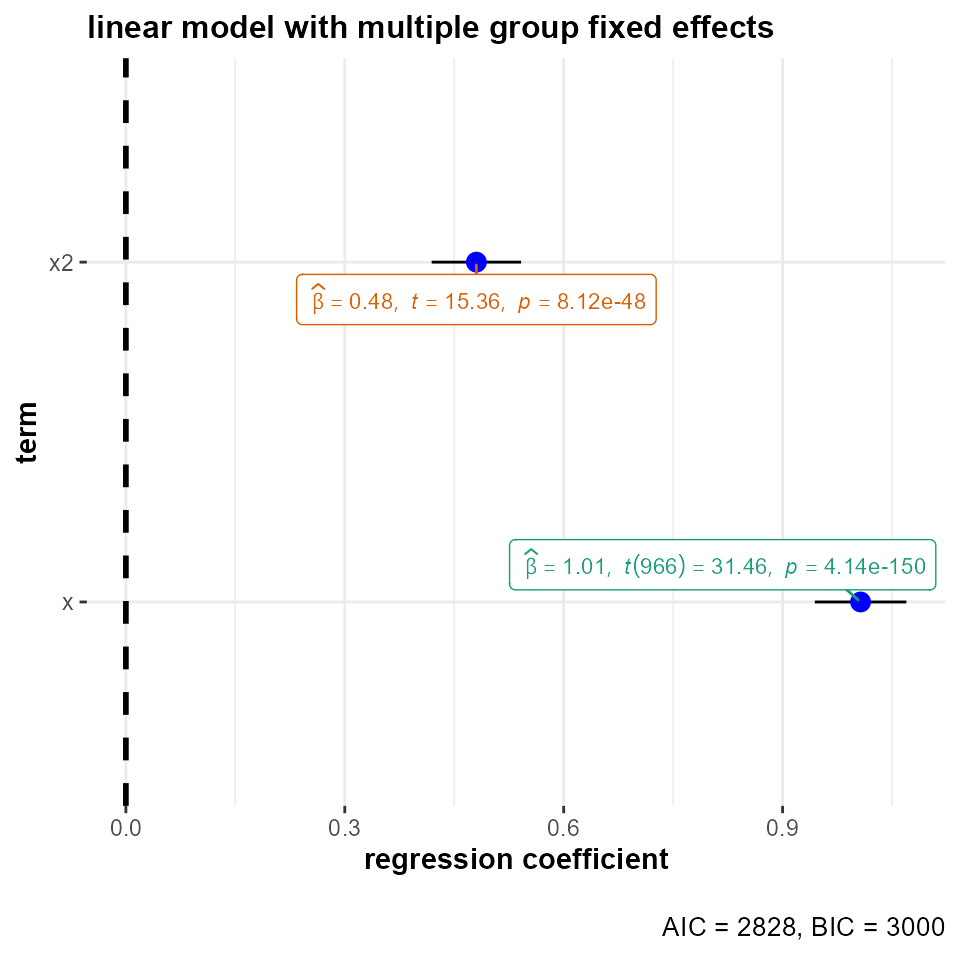 linear model with multiple group fixed effects
x2
β̂ = 0.48, t = 15.36, p = 8.12e-48
term
β̂ = 1.01, t(966) = 31.46, p = 4.14e-150
x
0.0 0.3 0.6 0.9
regression coefficient
AIC = 2828, BIC = 3000